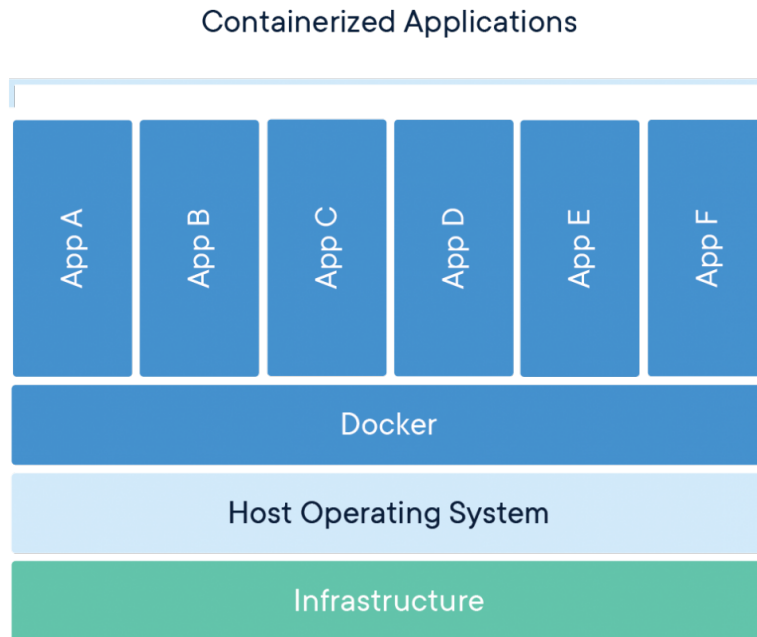 Containerized Applications
App A
App B
App C
App D
App E
App F
Docker
Host Operating System
Infrastructure